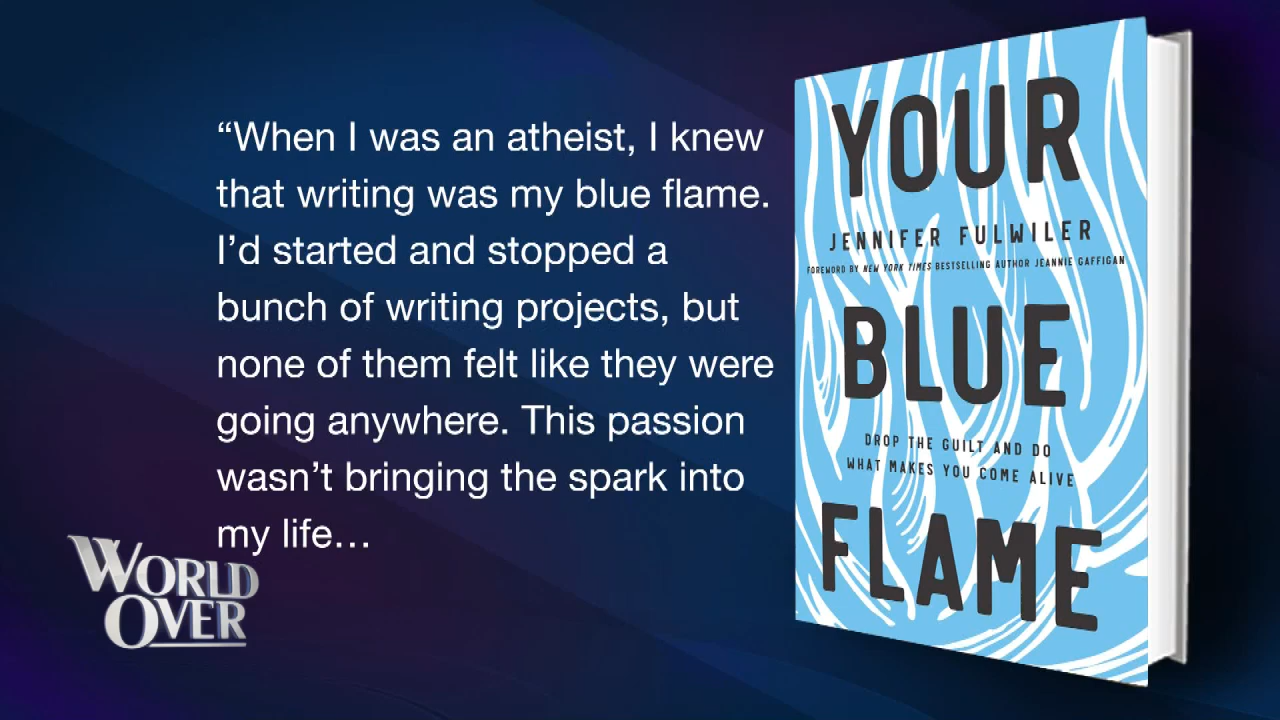 “When I was an atheist, I knew
that writing was my blue flame.
I’d started and stopped a
bunch of writing projects, but
none of them felt like they were
going anywhere. This passion
wasn’t bringing the spark into
my life…
WORLD
OVER
YOUR
JENNIFER FULWILER
FOREWORD BY NEW YORK TIMES BESTSELLING AUTHOR JEANNIE GAFFIGAN
BLUE
DROP THE GUILT AND DO
WHAT MAKES YOU COME ALIVE
FLAME